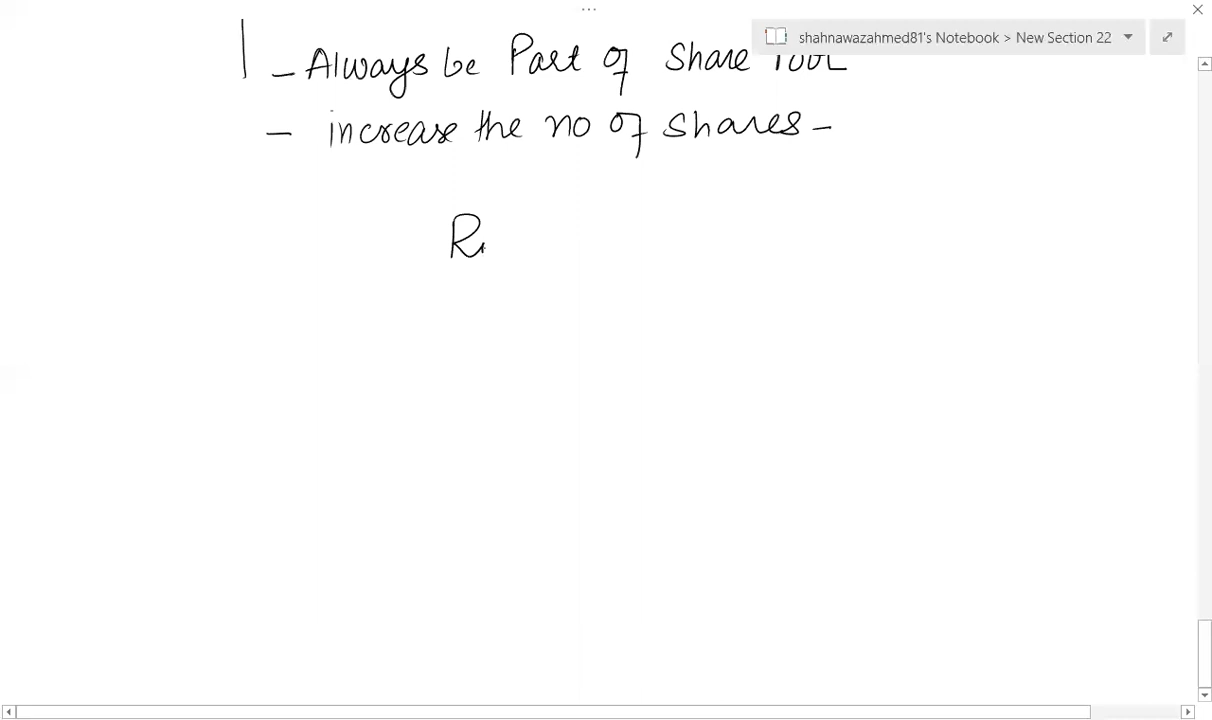 shahnawazahmed81's Notebook > New Section 22
- Always be Part of Share
- increase the no of shares -
R